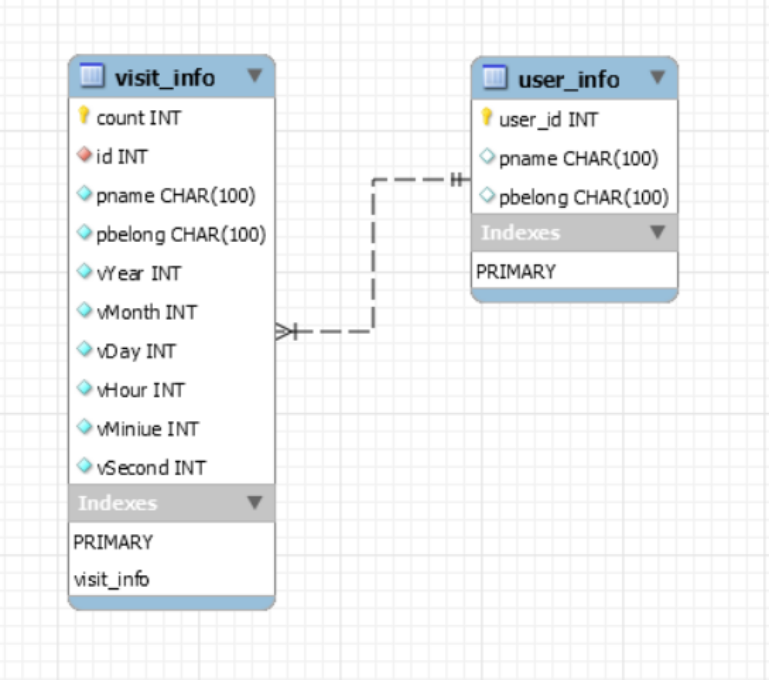 visit_info
count INT
id INT
pname CHAR(100)
pbelong CHAR(100)
vYear INT
vMonth INT
vDay INT
vHour INT
vMiniue INT
vSecond INT
Indexes
PRIMARY
visit_info
user_info
user_id INT
pname CHAR(100)
pbelong CHAR(100)
Indexes
PRIMARY